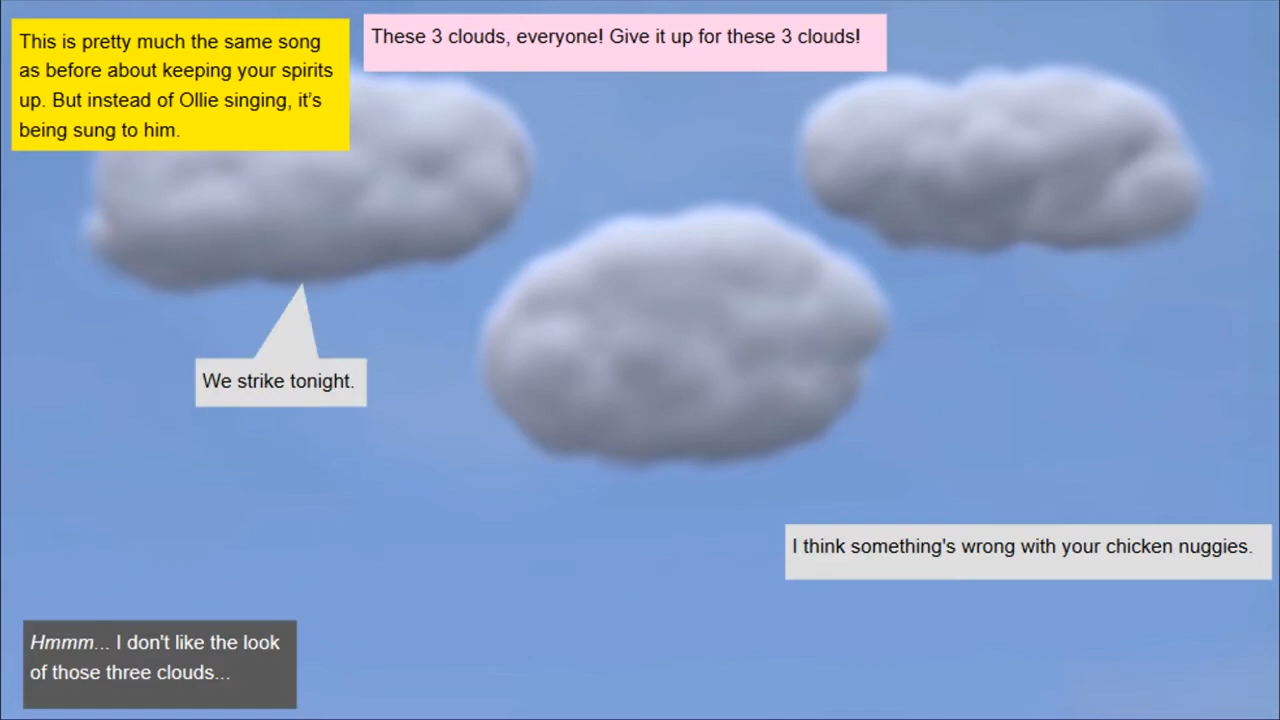 This is pretty much the same song
as before about keeping your spirits
up. But instead of Ollie singing, it's
being sung to him.
These 3 clouds, everyone! Give it up for these 3 clouds!
We strike tonight.
I think something's wrong with your chicken nuggies.
Hmmm... I don't like the look
of those three clouds...